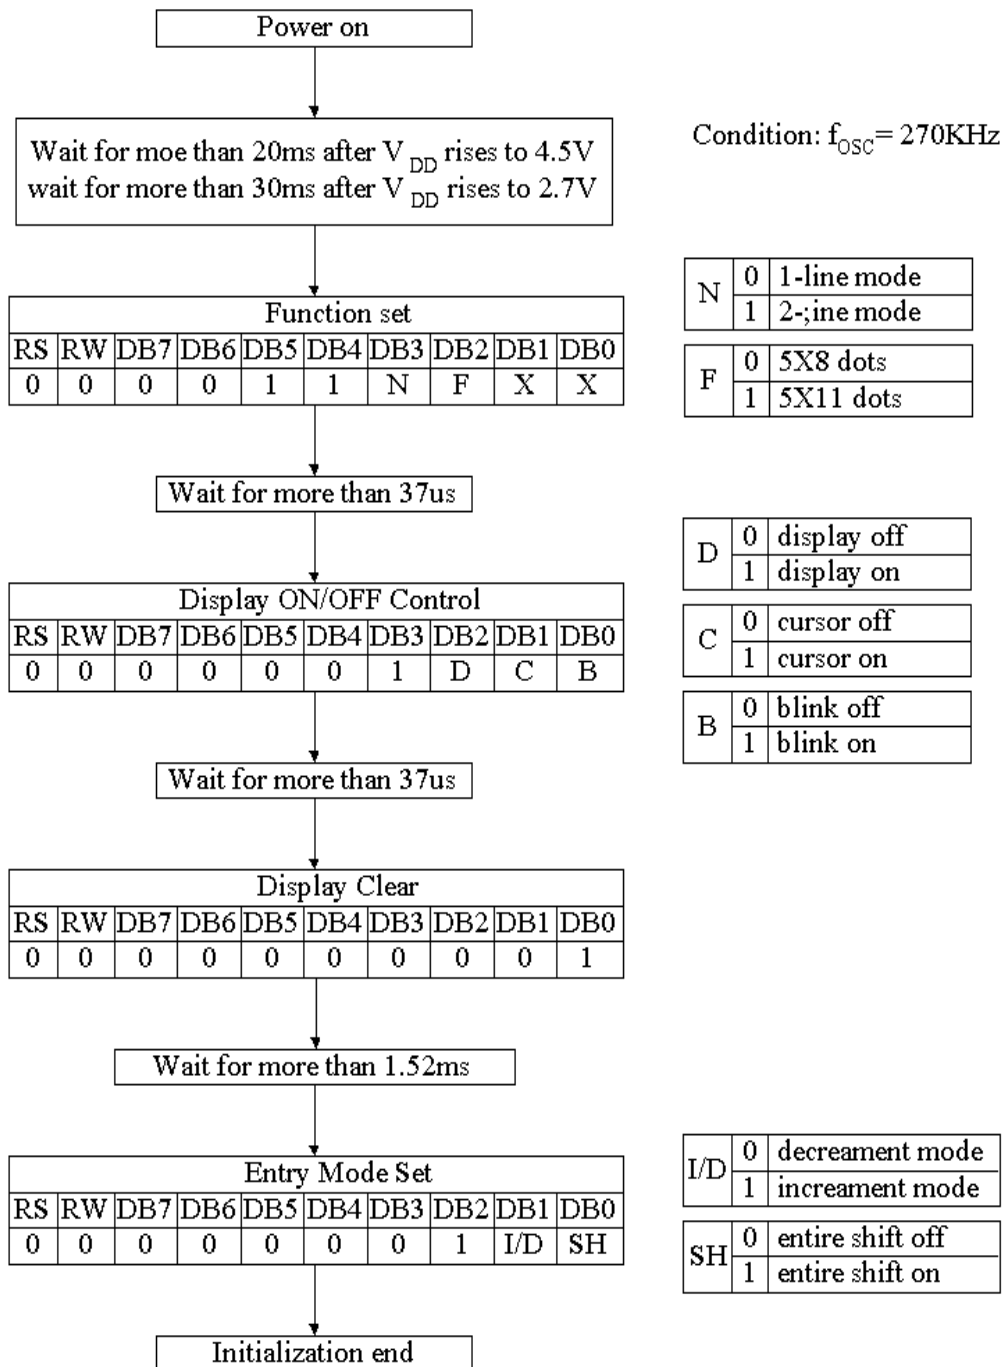 Power on
Wait for moe than 20ms after V DD rises to 4.5V
wait for more than 30ms after V DD rises to 2.7V
Condition: fOSC= 270KHz
Function set
RS RW DB7 DB6 DB5 DB4 DB3 DB2 DB1 DB0
0 0 0 0 1 1 N F X X
N 0 1-line mode
1 2-;ine mode
F 0 5X8 dots
1 5X11 dots
Wait for more than 37us
Display ON/OFF Control
RS RW DB7 DB6 DB5 DB4 DB3 DB2 DB1 DB0
0 0 0 0 0 0 1 D C B
D 0 display off
1 display on
C 0 cursor off
1 cursor on
B 0 blink off
1 blink on
Wait for more than 37us
Display Clear
RS RW DB7 DB6 DB5 DB4 DB3 DB2 DB1 DB0
0 0 0 0 0 0 0 0 0 1
Wait for more than 1.52ms
Entry Mode Set
RS RW DB7 DB6 DB5 DB4 DB3 DB2 DB1 DB0
0 0 0 0 0 0 0 1 I/D SH
I/D 0 decreament mode
1 increament mode
SH 0 entire shift off
1 entire shift on
Initialization end